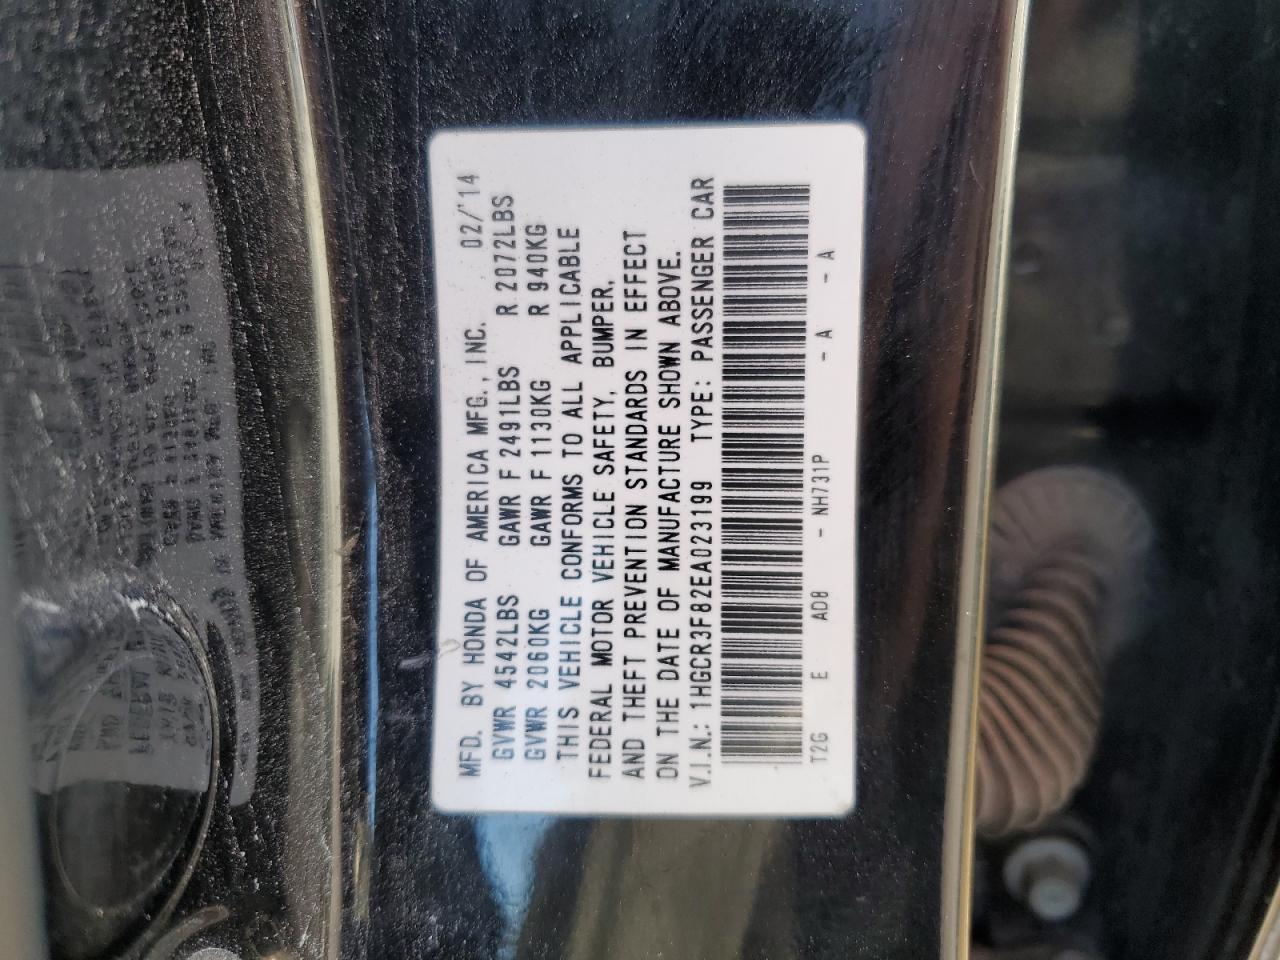 MFD. BY HONDA OF AMERICA MFG., INC. 02/'14
GVWR 4542LBS GAWR F 2491LBS R 2072LBS
GVWR 2060KG GAWR F 1130KG R 940KG
THIS VEHICLE CONFORMS TO ALL APPLICABLE
FEDERAL MOTOR VEHICLE SAFETY, BUMPER,
AND THEFT PREVENTION STANDARDS IN EFFECT
ON THE DATE OF MANUFACTURE SHOWN ABOVE.
V.I.N.: 1HGCR3F82EA023199 TYPE: PASSENGER CAR
T2G E AD8 - NH731P - A - A